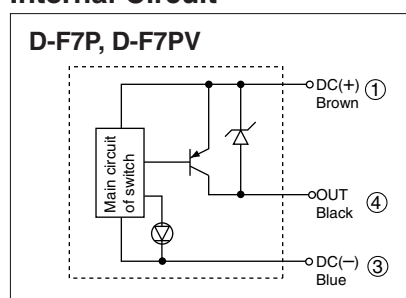 Internal Circuit
D-F7P, D-F7PV
DC(+) ①
Brown
Main circuit
of switch
OUT
Black ④
DC(−) ③
Blue